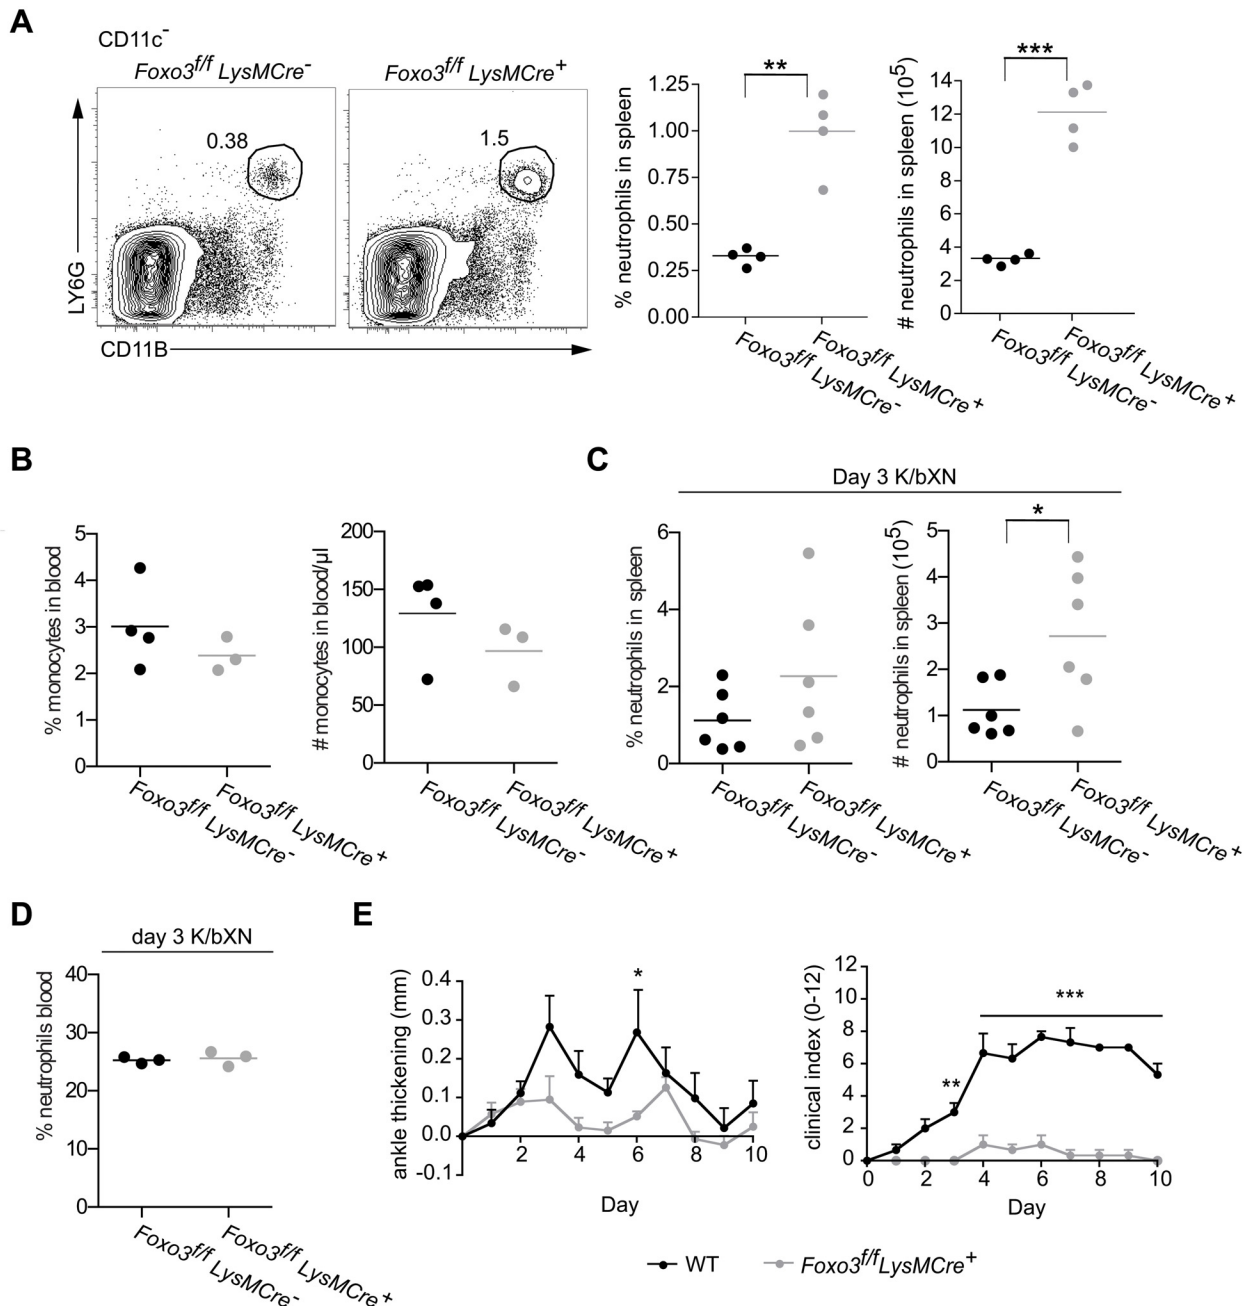 A
CD11c⁻
Foxo3f/f LysMCre⁻
Foxo3f/f LysMCre⁺
0.38
1.5
LY6G
CD11B
% neutrophils in spleen
1.25
1.00
0.75
0.50
0.25
0.00
**
Foxo3f/f LysMCre⁻
Foxo3f/f LysMCre⁺
# neutrophils in spleen (10⁵)
14
12
10
8
6
4
2
0
***
Foxo3f/f LysMCre⁻
Foxo3f/f LysMCre⁺
B
% monocytes in blood
5
4
3
2
1
0
Foxo3f/f LysMCre⁻
Foxo3f/f LysMCre⁺
# monocytes in blood/µl
200
150
100
50
0
Foxo3f/f LysMCre⁻
Foxo3f/f LysMCre⁺
C
Day 3 K/bXN
% neutrophils in spleen
6
4
2
0
Foxo3f/f LysMCre⁻
Foxo3f/f LysMCre⁺
# neutrophils in spleen (10⁵)
5
4
3
2
1
0
*
Foxo3f/f LysMCre⁻
Foxo3f/f LysMCre⁺
D
day 3 K/bXN
% neutrophils blood
40
30
20
10
0
Foxo3f/f LysMCre⁻
Foxo3f/f LysMCre⁺
E
ankle thickening (mm)
0.4
0.3
0.2
0.1
0.0
-0.1
*
2
4
6
8
10
Day
clinical index (0-12)
12
10
8
6
4
2
0
**
***
0
2
4
6
8
10
Day
WT
Foxo3f/fLysMCre⁺